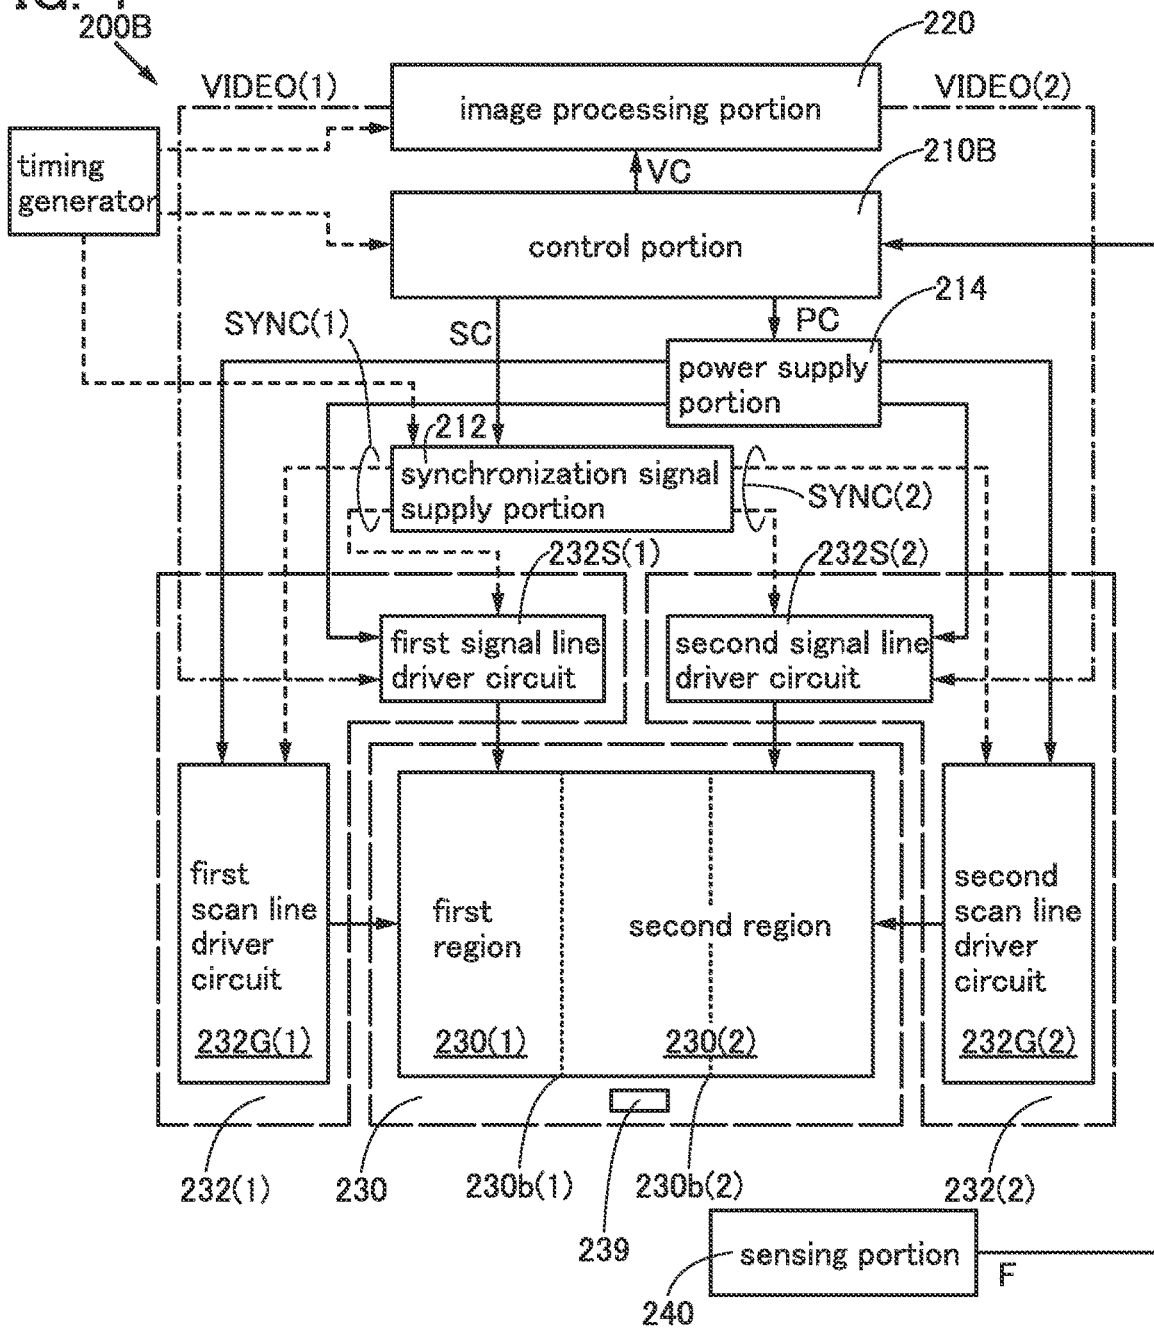 200B
220
VIDEO(1)
VIDEO(2)
image processing portion
timing
generator
210B
VC
control portion
214
SYNC(1)
SC
PC
power supply
portion
212
synchronization signal
supply portion
SYNC(2)
232S(1)
232S(2)
first signal line
driver circuit
second signal line
driver circuit
first
scan line
driver
circuit
232G(1)
first
region
230(1)
second region
230(2)
second
scan line
driver
circuit
232G(2)
232(1)
230
230b(1)
230b(2)
232(2)
239
sensing portion
F
240